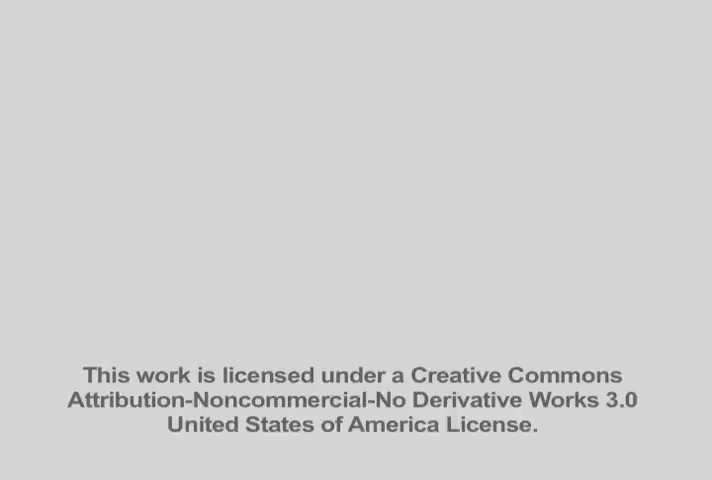 This work is licensed under a Creative Commons
Attribution-Noncommercial-No Derivative Works 3.0
United States of America License.